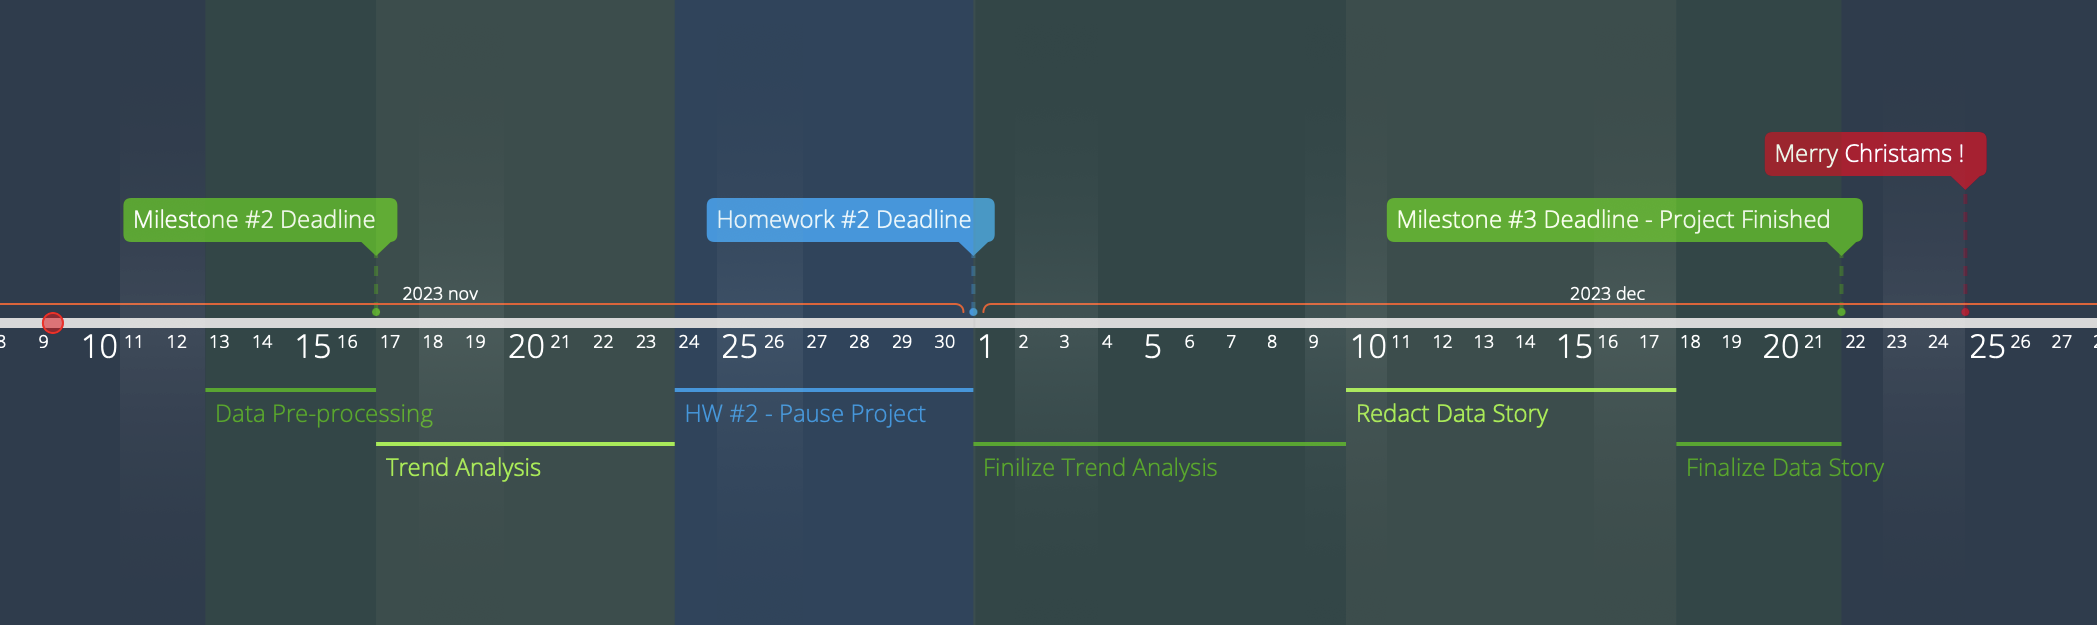 Merry Christams !
Milestone #2 Deadline
Homework #2 Deadline
Milestone #3 Deadline - Project Finished
2023 nov
2023 dec
8 9 10 11 12 13 14 15 16 17 18 19 20 21 22 23 24 25 26 27 28 29 30 1 2 3 4 5 6 7 8 9 10 11 12 13 14 15 16 17 18 19 20 21 22 23 24 25 26 27
Data Pre-processing
HW #2 - Pause Project
Redact Data Story
Trend Analysis
Finilize Trend Analysis
Finalize Data Story